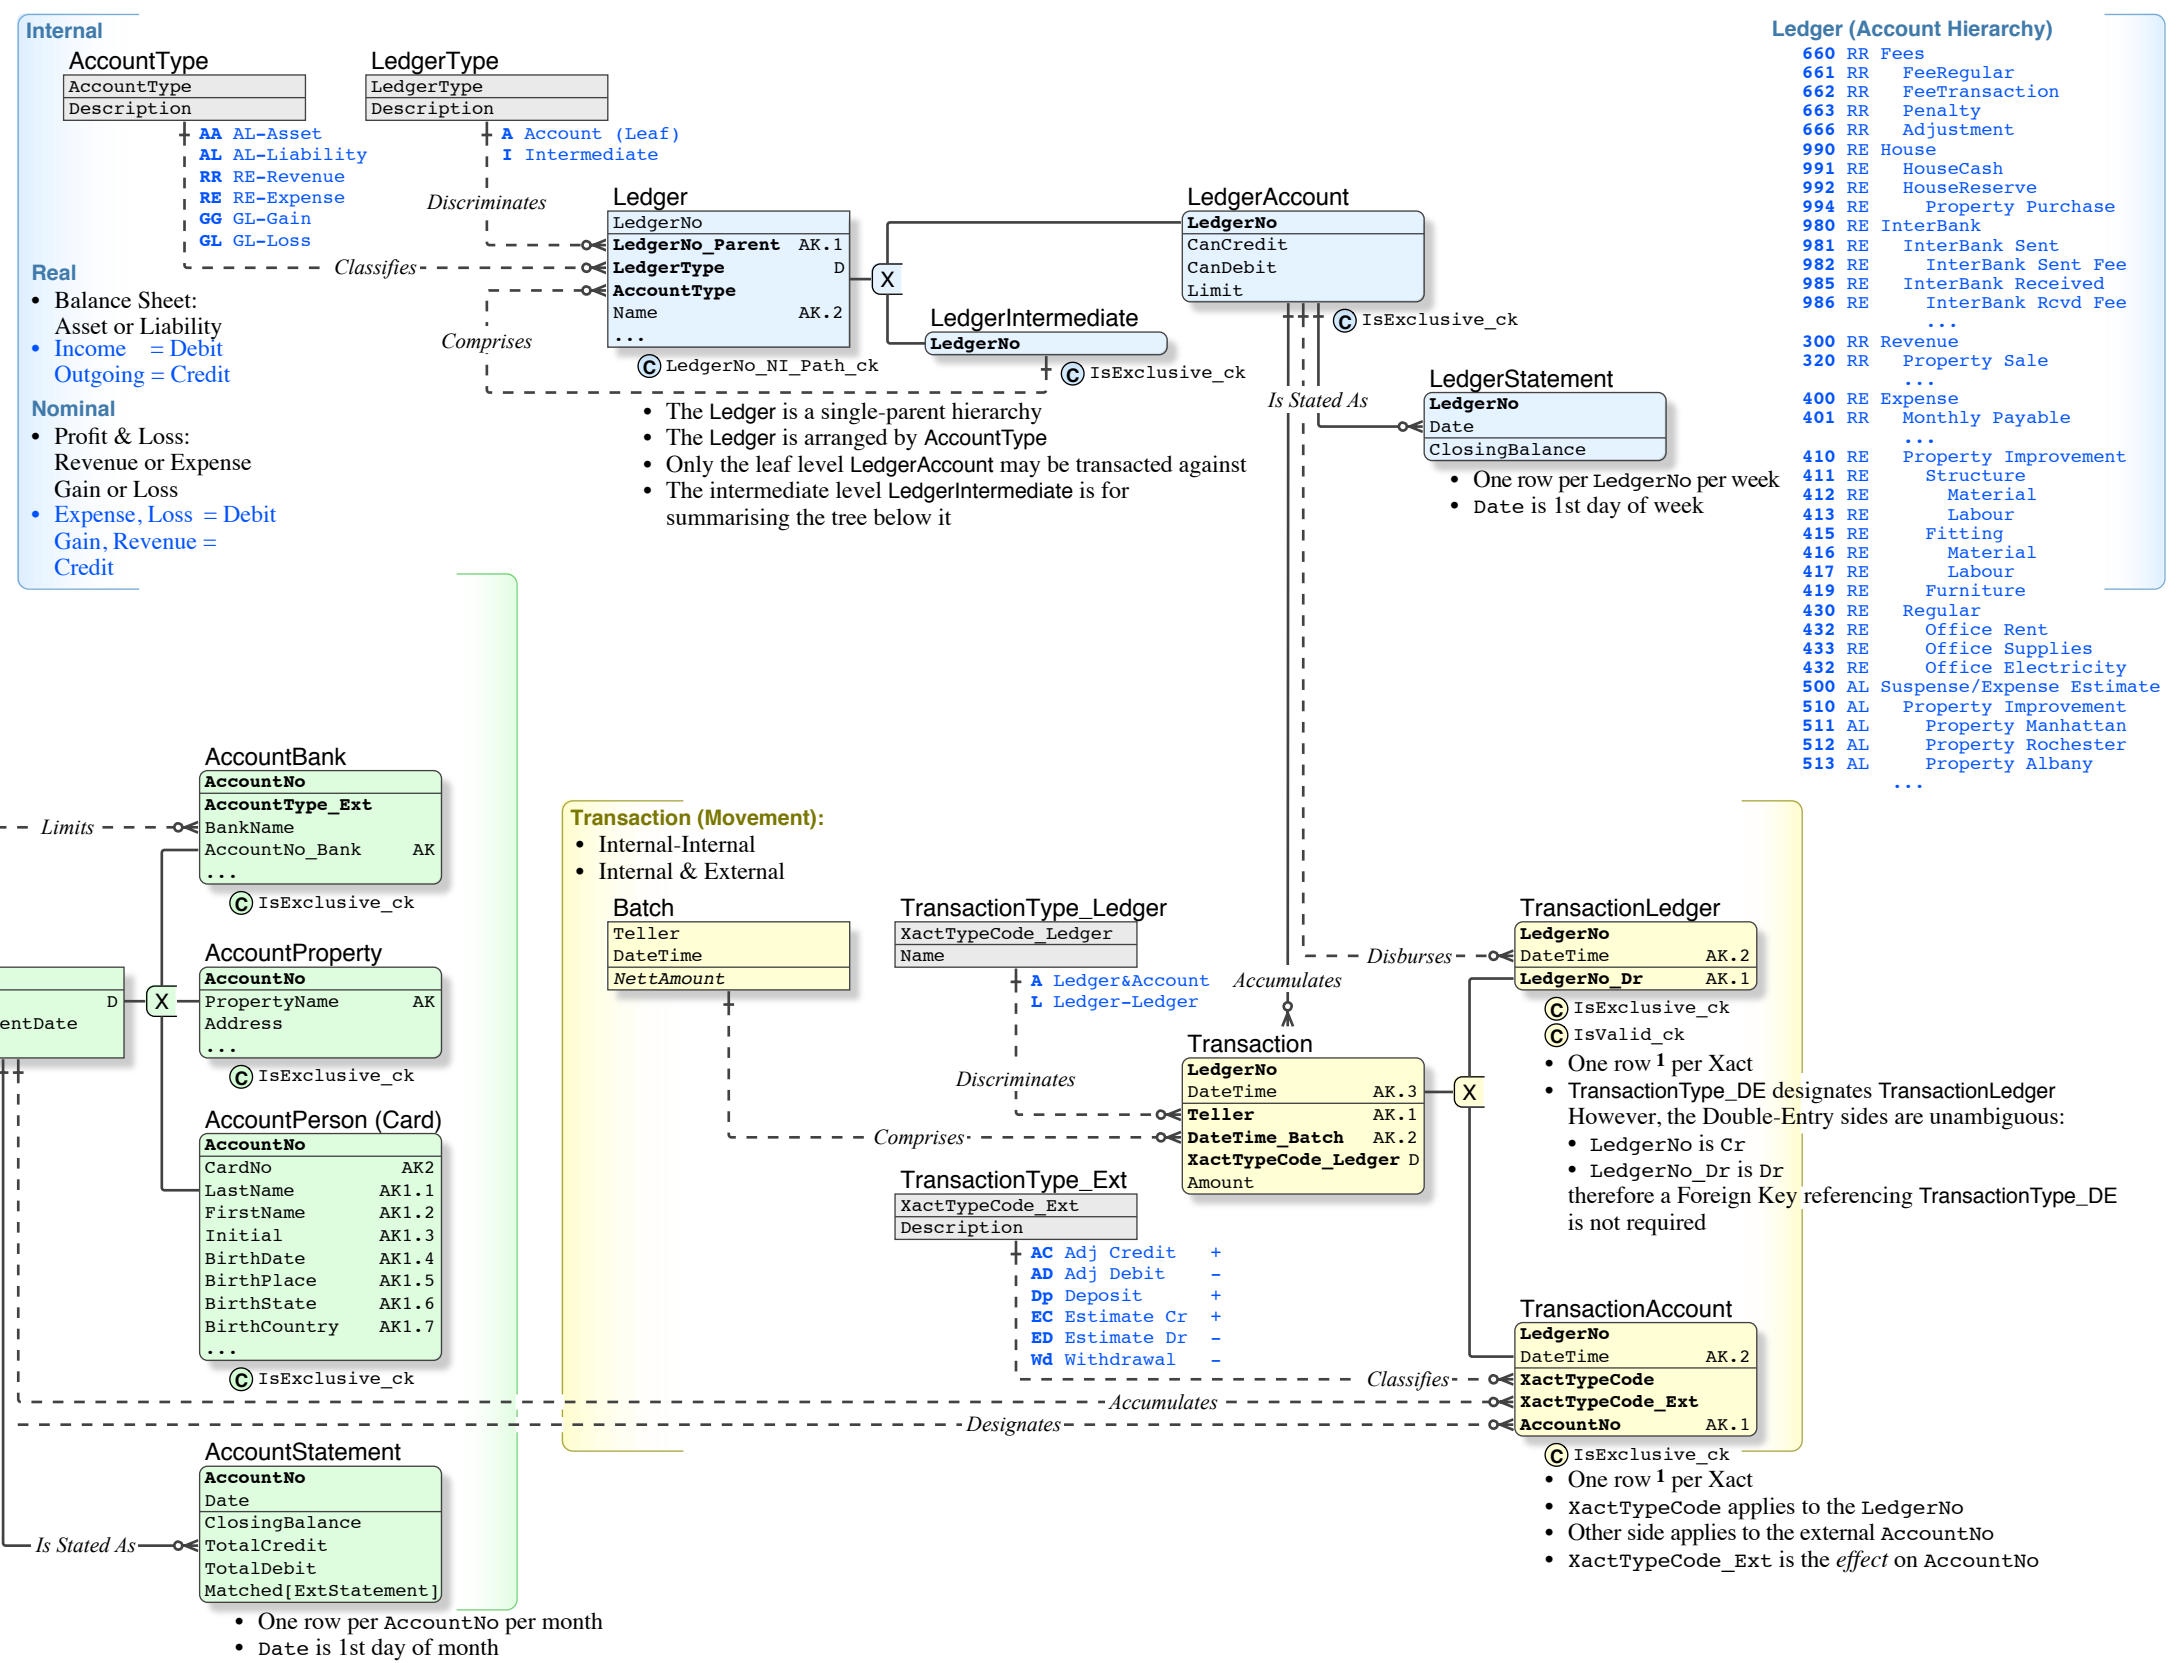 Internal
AccountType
AccountType
Description
AA AL-Asset
AL AL-Liability
RR RE-Revenue
RE RE-Expense
GG GL-Gain
GL GL-Loss
LedgerType
LedgerType
Description
A Account (Leaf)
I Intermediate
Discriminates
Classifies
Comprises
Real
• Balance Sheet:
Asset or Liability
• Income = Debit
Outgoing = Credit
Nominal
• Profit & Loss:
Revenue or Expense
Gain or Loss
• Expense, Loss = Debit
Gain, Revenue =
Credit
Ledger
LedgerNo
LedgerNo_Parent AK.1
LedgerType D
AccountType
Name AK.2
...
C LedgerNo_NI_Path_ck
X
LedgerIntermediate
LedgerNo
C IsExclusive_ck
LedgerAccount
LedgerNo
CanCredit
CanDebit
Limit
C IsExclusive_ck
Is Stated As
LedgerStatement
LedgerNo
Date
ClosingBalance
• One row per LedgerNo per week
• Date is 1st day of week
• The Ledger is a single-parent hierarchy
• The Ledger is arranged by AccountType
• Only the leaf level LedgerAccount may be transacted against
• The intermediate level LedgerIntermediate is for
summarising the tree below it
Ledger (Account Hierarchy)
660 RR Fees
661 RR FeeRegular
662 RR FeeTransaction
663 RR Penalty
666 RR Adjustment
990 RE House
991 RE HouseCash
992 RE HouseReserve
994 RE Property Purchase
980 RE InterBank
981 RE InterBank Sent
982 RE InterBank Sent Fee
985 RE InterBank Received
986 RE InterBank Rcvd Fee
...
300 RR Revenue
320 RR Property Sale
...
400 RE Expense
401 RR Monthly Payable
...
410 RE Property Improvement
411 RE Structure
412 RE Material
413 RE Labour
415 RE Fitting
416 RE Material
417 RE Labour
419 RE Furniture
430 RE Regular
432 RE Office Rent
433 RE Office Supplies
432 RE Office Electricity
500 AL Suspense/Expense Estimate
510 AL Property Improvement
511 AL Property Manhattan
512 AL Property Rochester
513 AL Property Albany
...
AccountBank
AccountNo
AccountType_Ext
BankName
AccountNo_Bank AK
...
C IsExclusive_ck
Limits
AccountProperty
AccountNo
PropertyName AK
Address
...
C IsExclusive_ck
D
entDate
X
AccountPerson (Card)
AccountNo
CardNo AK2
LastName AK1.1
FirstName AK1.2
Initial AK1.3
BirthDate AK1.4
BirthPlace AK1.5
BirthState AK1.6
BirthCountry AK1.7
...
C IsExclusive_ck
AccountStatement
AccountNo
Date
ClosingBalance
TotalCredit
TotalDebit
Matched[ExtStatement]
Is Stated As
• One row per AccountNo per month
• Date is 1st day of month
Transaction (Movement):
• Internal-Internal
• Internal & External
Batch
Teller
DateTime
NettAmount
TransactionType_Ledger
XactTypeCode_Ledger
Name
A Ledger&Account
L Ledger-Ledger
Discriminates
Comprises
Accumulates
Disburses
Transaction
LedgerNo
DateTime AK.3
Teller AK.1
DateTime_Batch AK.2
XactTypeCode_Ledger D
Amount
X
TransactionType_Ext
XactTypeCode_Ext
Description
AC Adj Credit +
AD Adj Debit -
Dp Deposit +
EC Estimate Cr +
ED Estimate Dr -
Wd Withdrawal -
Classifies
Accumulates
Designates
TransactionLedger
LedgerNo
DateTime AK.2
LedgerNo_Dr AK.1
C IsExclusive_ck
C IsValid_ck
• One row 1 per Xact
• TransactionType_DE designates TransactionLedger
However, the Double-Entry sides are unambiguous:
• LedgerNo is Cr
• LedgerNo_Dr is Dr
therefore a Foreign Key referencing TransactionType_DE
is not required
TransactionAccount
LedgerNo
DateTime AK.2
XactTypeCode
XactTypeCode_Ext
AccountNo AK.1
C IsExclusive_ck
• One row 1 per Xact
• XactTypeCode applies to the LedgerNo
• Other side applies to the external AccountNo
• XactTypeCode_Ext is the effect on AccountNo